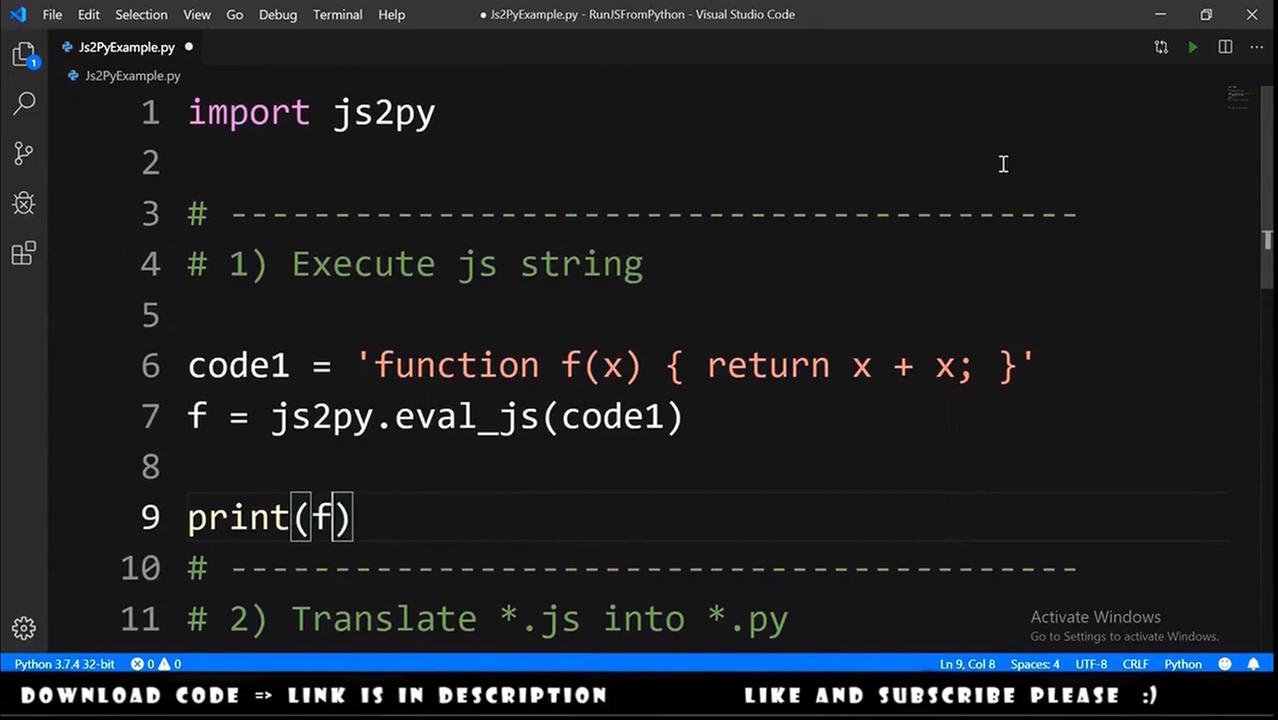 File Edit Selection View Go Debug Terminal Help ● Js2PyExample.py - RunJSFromPython - Visual Studio Code
Js2PyExample.py ●
Js2PyExample.py
1 import js2py
2
3 # -----------------------------------------
4 # 1) Execute js string
5
6 code1 = 'function f(x) { return x + x; }'
7 f = js2py.eval_js(code1)
8
9 print(f)
10 # -----------------------------------------
11 # 2) Translate *.js into *.py
Activate Windows
Go to Settings to activate Windows.
Python 3.7.4 32-bit 0 0 Ln 9, Col 8 Spaces: 4 UTF-8 CRLF Python
DOWNLOAD CODE => LINK IS IN DESCRIPTION LIKE AND SUBSCRIBE PLEASE :)